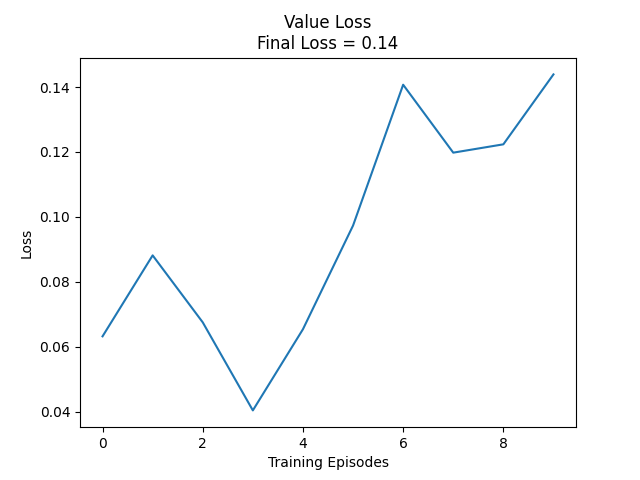 Value Loss
Final Loss = 0.14
0.14
0.12
0.10
0.08
0.06
0.04
Loss
0
2
4
6
8
Training Episodes